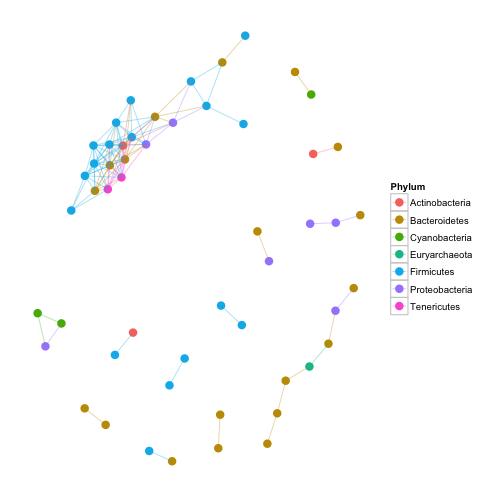 Phylum
Actinobacteria
Bacteroidetes
Cyanobacteria
Euryarchaeota
Firmicutes
Proteobacteria
Tenericutes